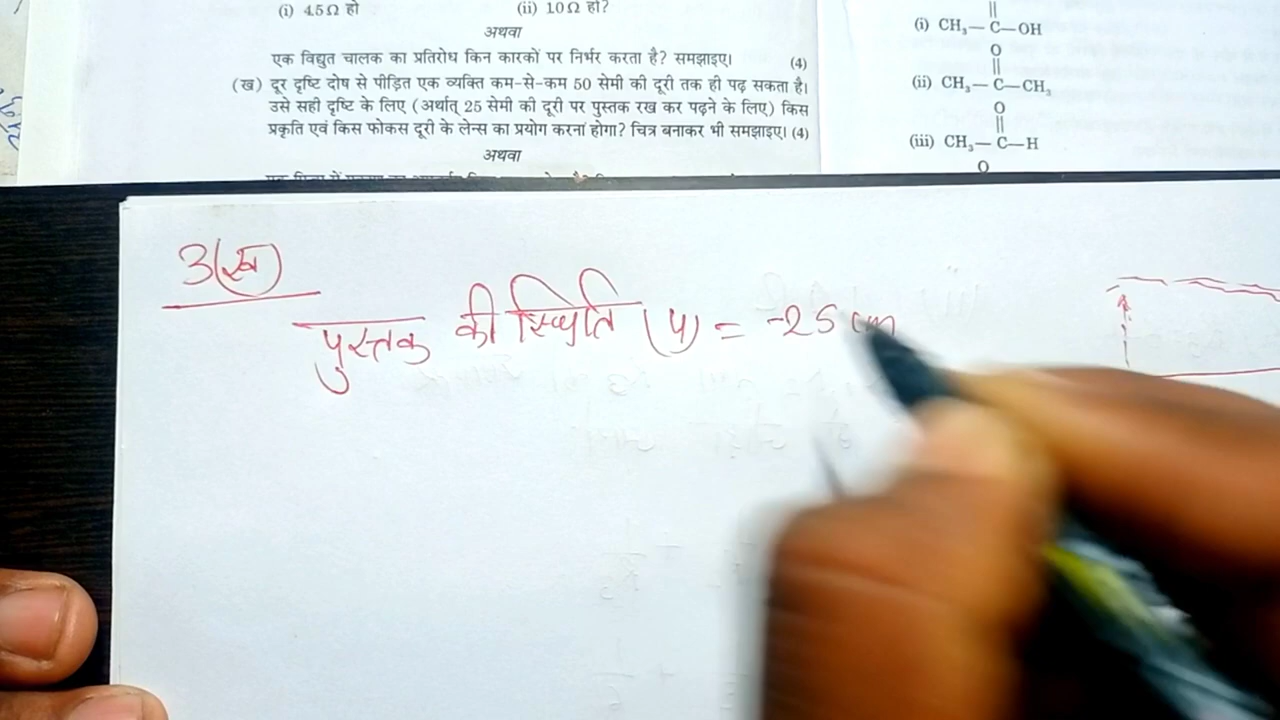 (i) 4.5 Ω हो (ii) 1.0 Ω हो?
अथवा
एक विद्युत चालक का प्रतिरोध किन कारकों पर निर्भर करता है? समझाइए। (4)
(ख) दूर दृष्टि दोष से पीड़ित एक व्यक्ति कम-से-कम 50 सेमी की दूरी तक ही पढ़ सकता है।
उसे सही दृष्टि के लिए (अर्थात् 25 सेमी की दूरी पर पुस्तक रख कर पढ़ने के लिए) किस
प्रकृति एवं किस फोकस दूरी के लेन्स का प्रयोग करना होगा? चित्र बनाकर भी समझाइए। (4)
अथवा
(i) CH₃—C—OH
O
(ii) CH₃—C—CH₃
O
(iii) CH₃—C—H
O
3(ख)
पुस्तक की स्थिति (u) = -25 cm